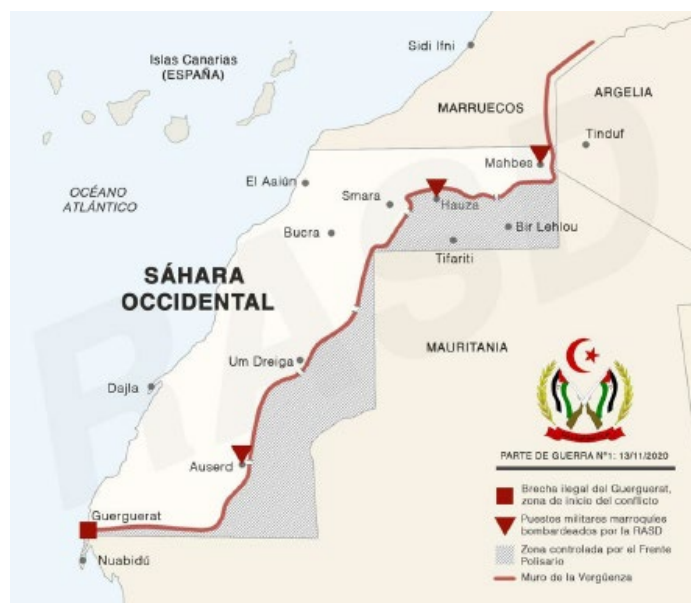 Sidi Ifni
Islas Canarias
(ESPAÑA)
ARGELIA
MARRUECOS
Tinduf
Mahbes
El Aaiún
OCÉANO
ATLÁNTICO
Smara
Hauza
Bucra
Bir Lehlou
Tifariti
SÁHARA
OCCIDENTAL
MAURITANIA
Um Dreiga
Dajla
PARTE DE GUERRA Nº1: 13/11/2020
Auserd
Brecha ilegal del Guerguerat,
zona de inicio del conflicto
Guerguerat
Puestos militares marroquíes
bombardeados por la RASD
Zona controlada por el Frente
Polisario
Nuabidú
Muro de la Vergüenza
RASD